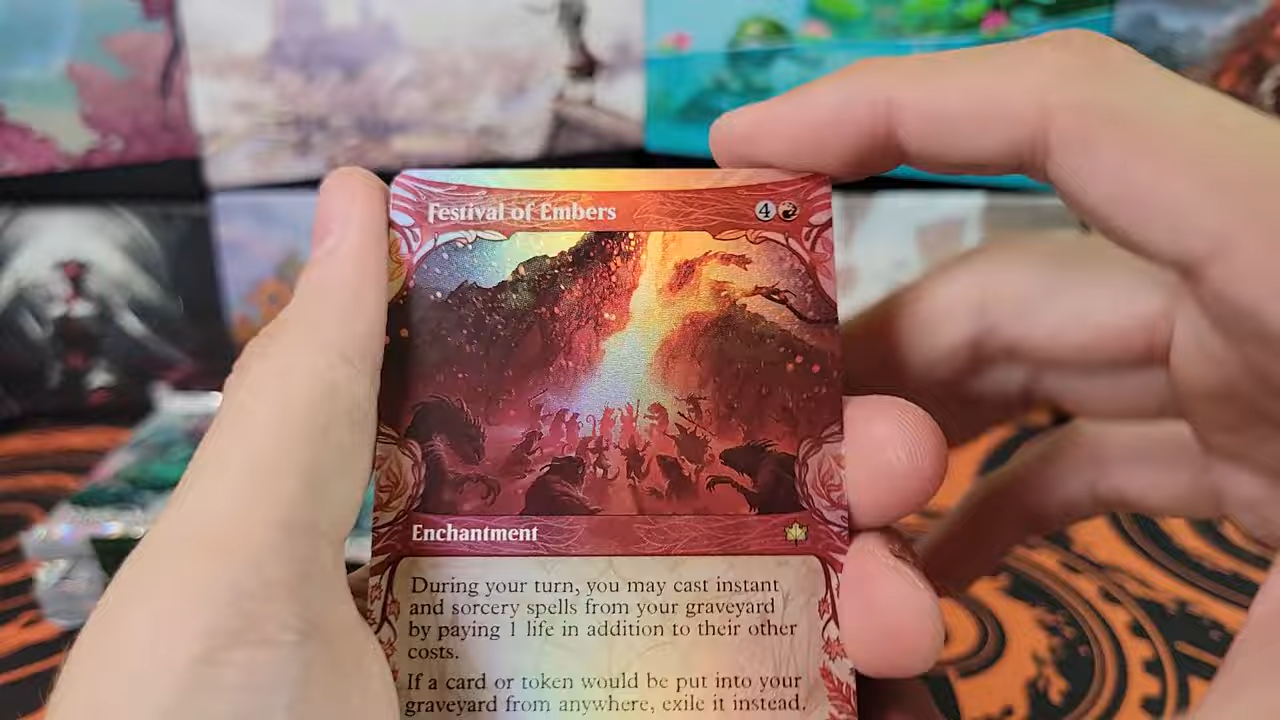 Festival of Embers 4
Enchantment
During your turn, you may cast instant
and sorcery spells from your graveyard
by paying 1 life in addition to their other
costs.
If a card or token would be put into your
graveyard from anywhere, exile it instead.